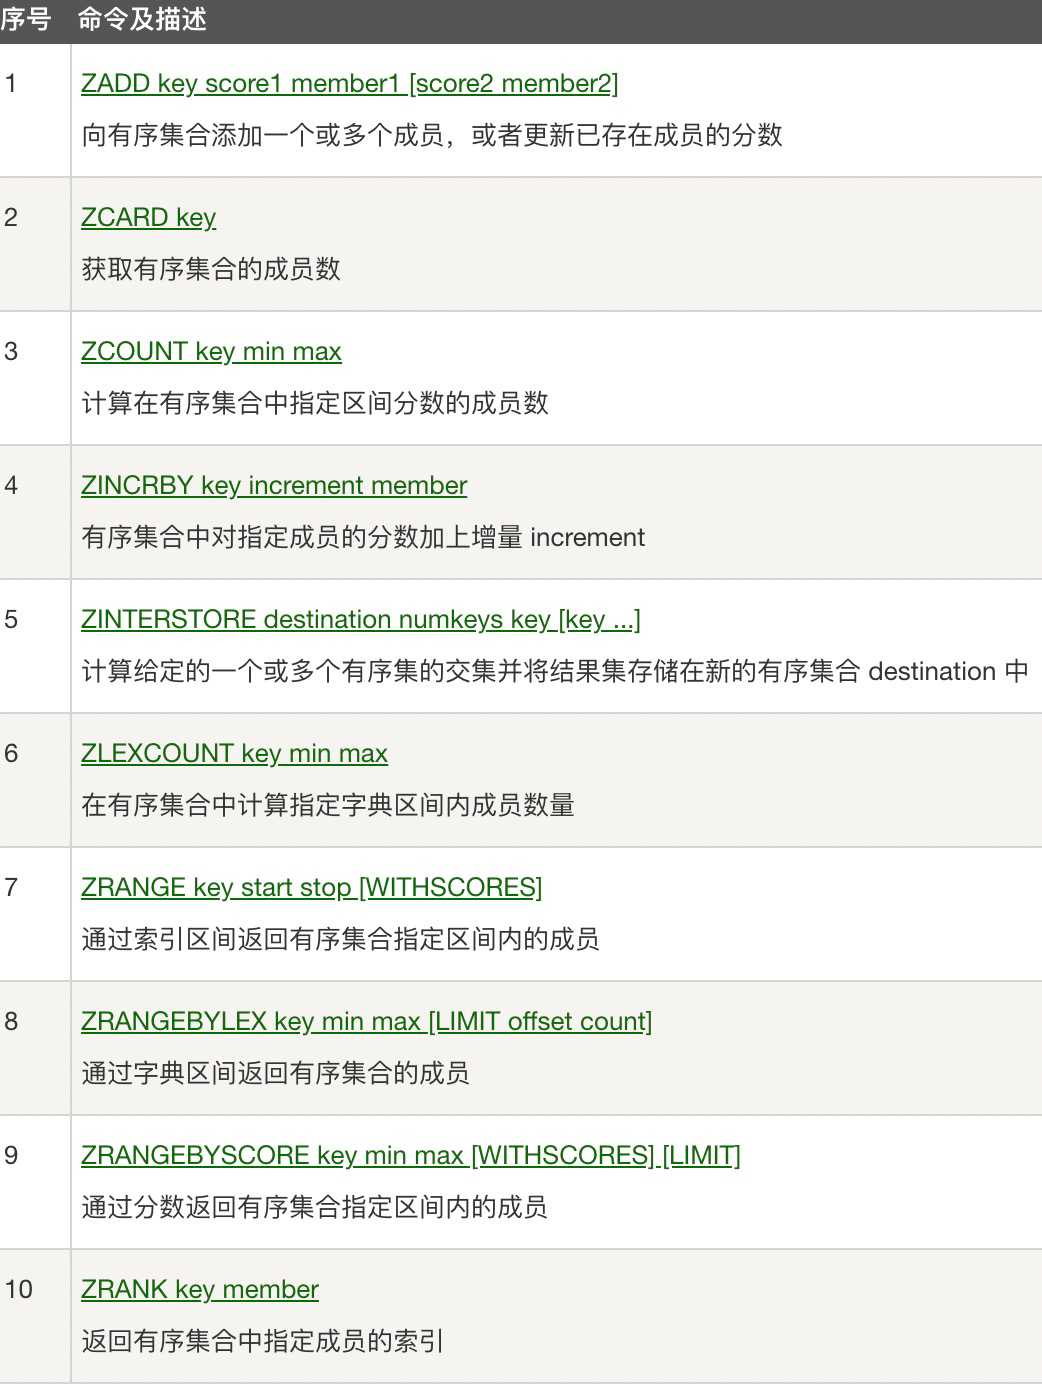 序号 命令及描述
1 ZADD key score1 member1 [score2 member2]
向有序集合添加一个或多个成员，或者更新已存在成员的分数
2 ZCARD key
获取有序集合的成员数
3 ZCOUNT key min max
计算在有序集合中指定区间分数的成员数
4 ZINCRBY key increment member
有序集合中对指定成员的分数加上增量 increment
5 ZINTERSTORE destination numkeys key [key ...]
计算给定的一个或多个有序集的交集并将结果集存储在新的有序集合 destination 中
6 ZLEXCOUNT key min max
在有序集合中计算指定字典区间内成员数量
7 ZRANGE key start stop [WITHSCORES]
通过索引区间返回有序集合指定区间内的成员
8 ZRANGEBYLEX key min max [LIMIT offset count]
通过字典区间返回有序集合的成员
9 ZRANGEBYSCORE key min max [WITHSCORES] [LIMIT]
通过分数返回有序集合指定区间内的成员
10 ZRANK key member
返回有序集合中指定成员的索引